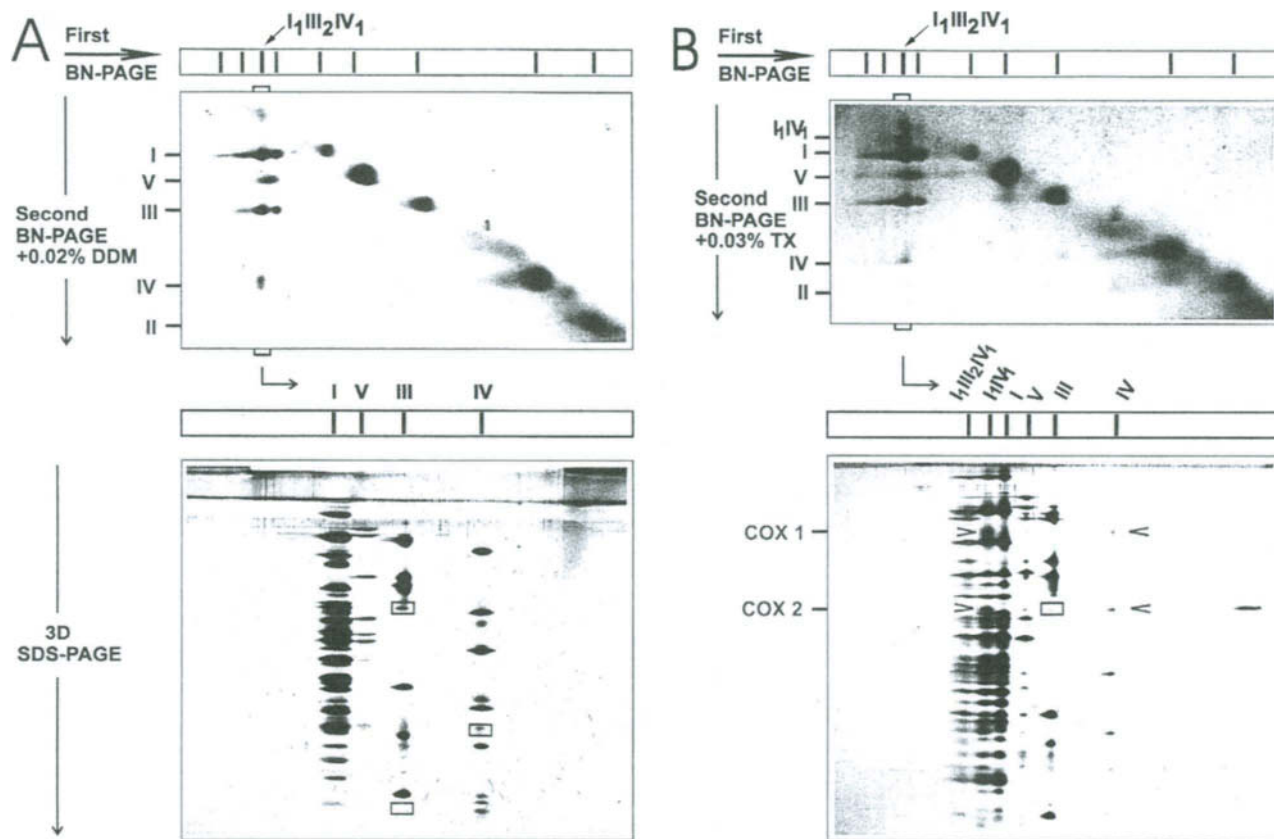 A
First
BN-PAGE
I₁III₂IV₁
I
V
III
IV
II
Second
BN-PAGE
+0.02% DDM
I V III IV
3D
SDS-PAGE
B
First
BN-PAGE
I₁III₂IV₁
I₁IV₁
I
V
III
IV
II
Second
BN-PAGE
+0.03% TX
I₁III₂IV₁ I₁IV₁ I V III IV
COX 1
COX 2